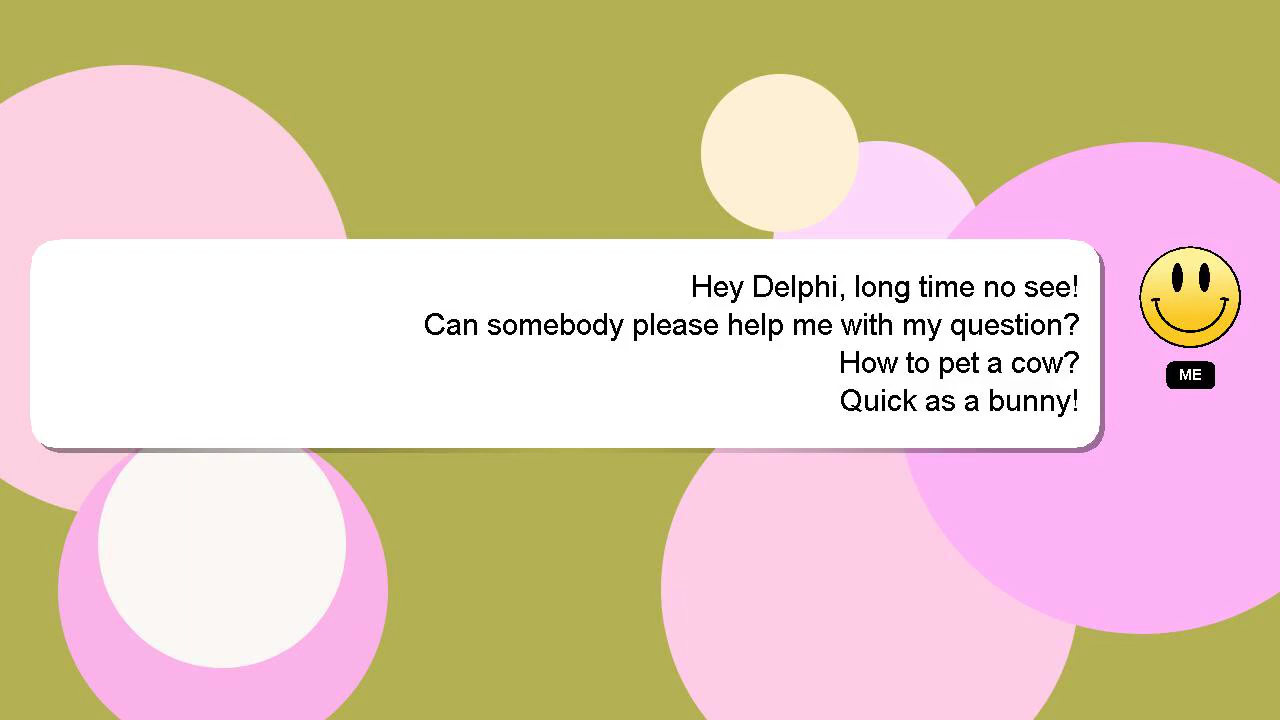 Hey Delphi, long time no see!
Can somebody please help me with my question?
How to pet a cow?
Quick as a bunny!
ME